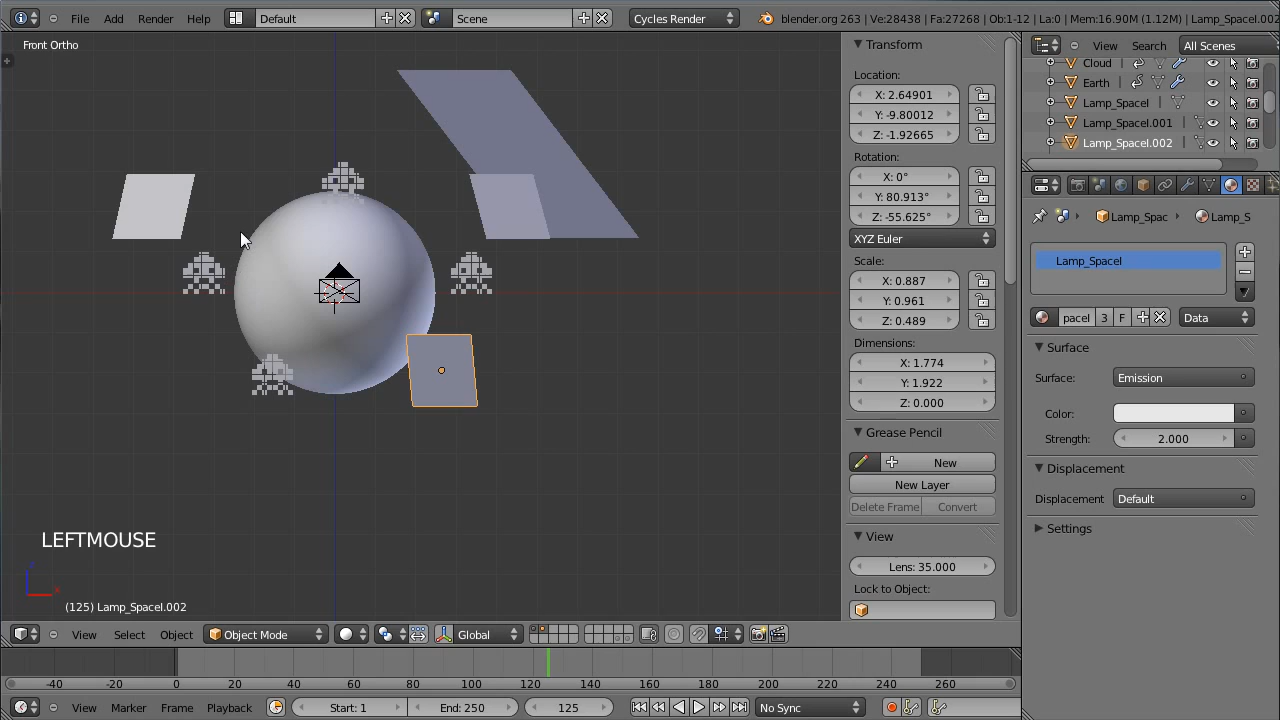 File Add Render Help Default Scene Cycles Render blender.org 263 | Ve:28438 | Fa:27268 | Ob:1-12 | La:0 | Mem:16.90M (1.12M) | Lamp_Spacel.002
Front Ortho
Transform
Location:
X: 2.64901
Y: -9.80012
Z: -1.92665
Rotation:
X: 0°
Y: 80.913°
Z: -55.625°
XYZ Euler
Scale:
X: 0.887
Y: 0.961
Z: 0.489
Dimensions:
X: 1.774
Y: 1.922
Z: 0.000
Grease Pencil
New
New Layer
Delete Frame Convert
View
Lens: 35.000
Lock to Object:
View Search All Scenes
Cloud
Earth
Lamp_Spacel
Lamp_Spacel.001
Lamp_Spacel.002
Lamp_Spac Lamp_S
Lamp_Spacel
pacel 3 F Data
Surface
Surface: Emission
Color:
Strength: 2.000
Displacement
Displacement Default
Settings
LEFTMOUSE
(125) Lamp_Spacel.002
View Select Object Object Mode Global
-40 -20 0 20 40 60 80 100 120 140 160 180 200 220 240 260
View Marker Frame Playback Start: 1 End: 250 125 No Sync